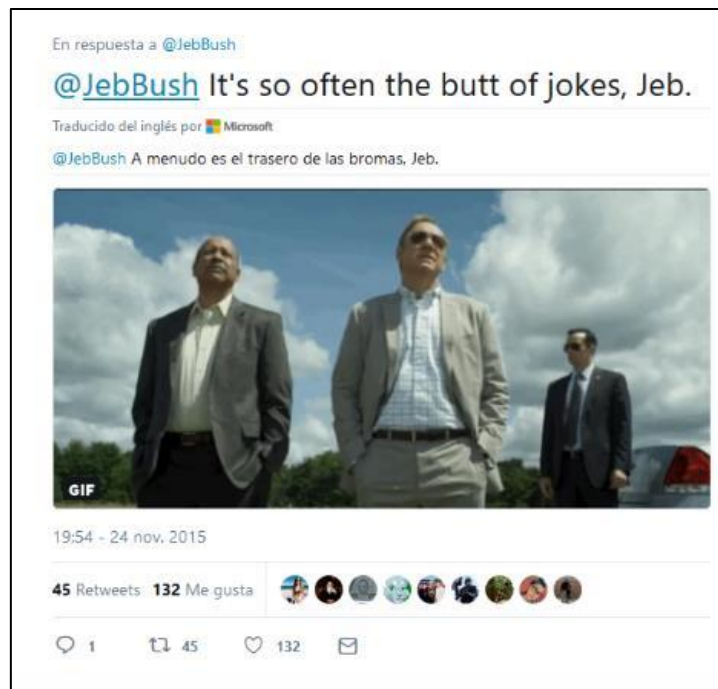 En respuesta a @JebBush
@JebBush It's so often the butt of jokes, Jeb.
Traducido del inglés por Microsoft
@JebBush A menudo es el trasero de las bromas, Jeb.
GIF
19:54 - 24 nov. 2015
45 Retweets 132 Me gusta
1 45 132